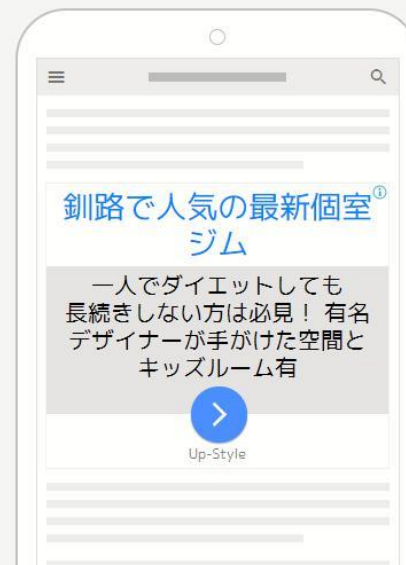 釧路で人気の最新個室
ジム
一人でダイエットしても
長続きしない方は必見！ 有名
デザイナーが手がけた空間と
キッズルーム有
Up-Style